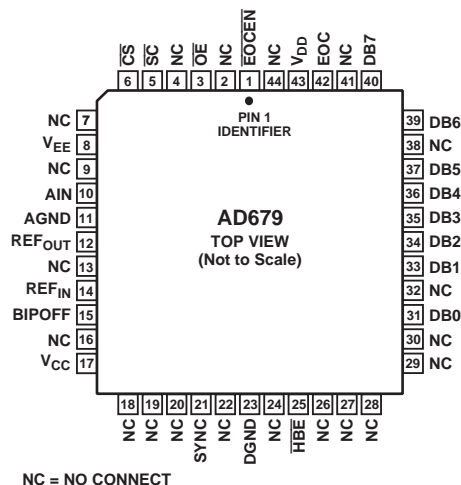 CS SC NC OE NC EOCEN NC VDD EOC NC DB7
6 5 4 3 2 1 44 43 42 41 40
PIN 1
IDENTIFIER
NC 7
VEE 8
NC 9
AIN 10
AGND 11
REFOUT 12
NC 13
REFIN 14
BIPOFF 15
NC 16
VCC 17
AD679
TOP VIEW
(Not to Scale)
39 DB6
38 NC
37 DB5
36 DB4
35 DB3
34 DB2
33 DB1
32 NC
31 DB0
30 NC
29 NC
18 19 20 21 22 23 24 25 26 27 28
NC NC NC SYNC NC DGND NC HBE NC NC NC
NC = NO CONNECT